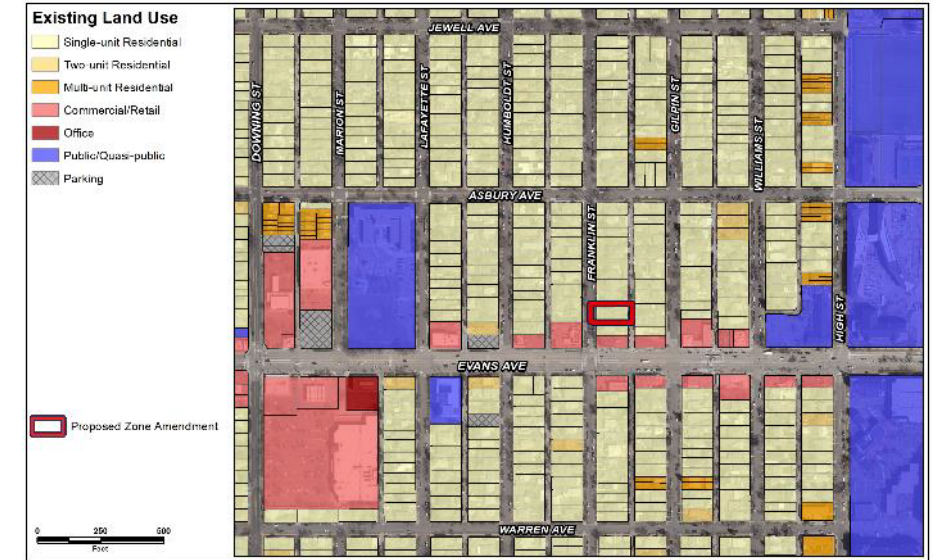 Existing Land Use
Single-unit Residential
Two-unit Residential
Multi-unit Residential
Commercial/Retail
Office
Public/Quasi-public
Parking
Proposed Zone Amendment
0 250 500
Feet
JEWELL AVE
DOWNING ST
MARION ST
LAFAYETTE ST
HUMBOLDT ST
GILPIN ST
WILLIAMS ST
ASBURY AVE
FRANKLIN ST
HIGH ST
EVANS AVE
WARREN AVE